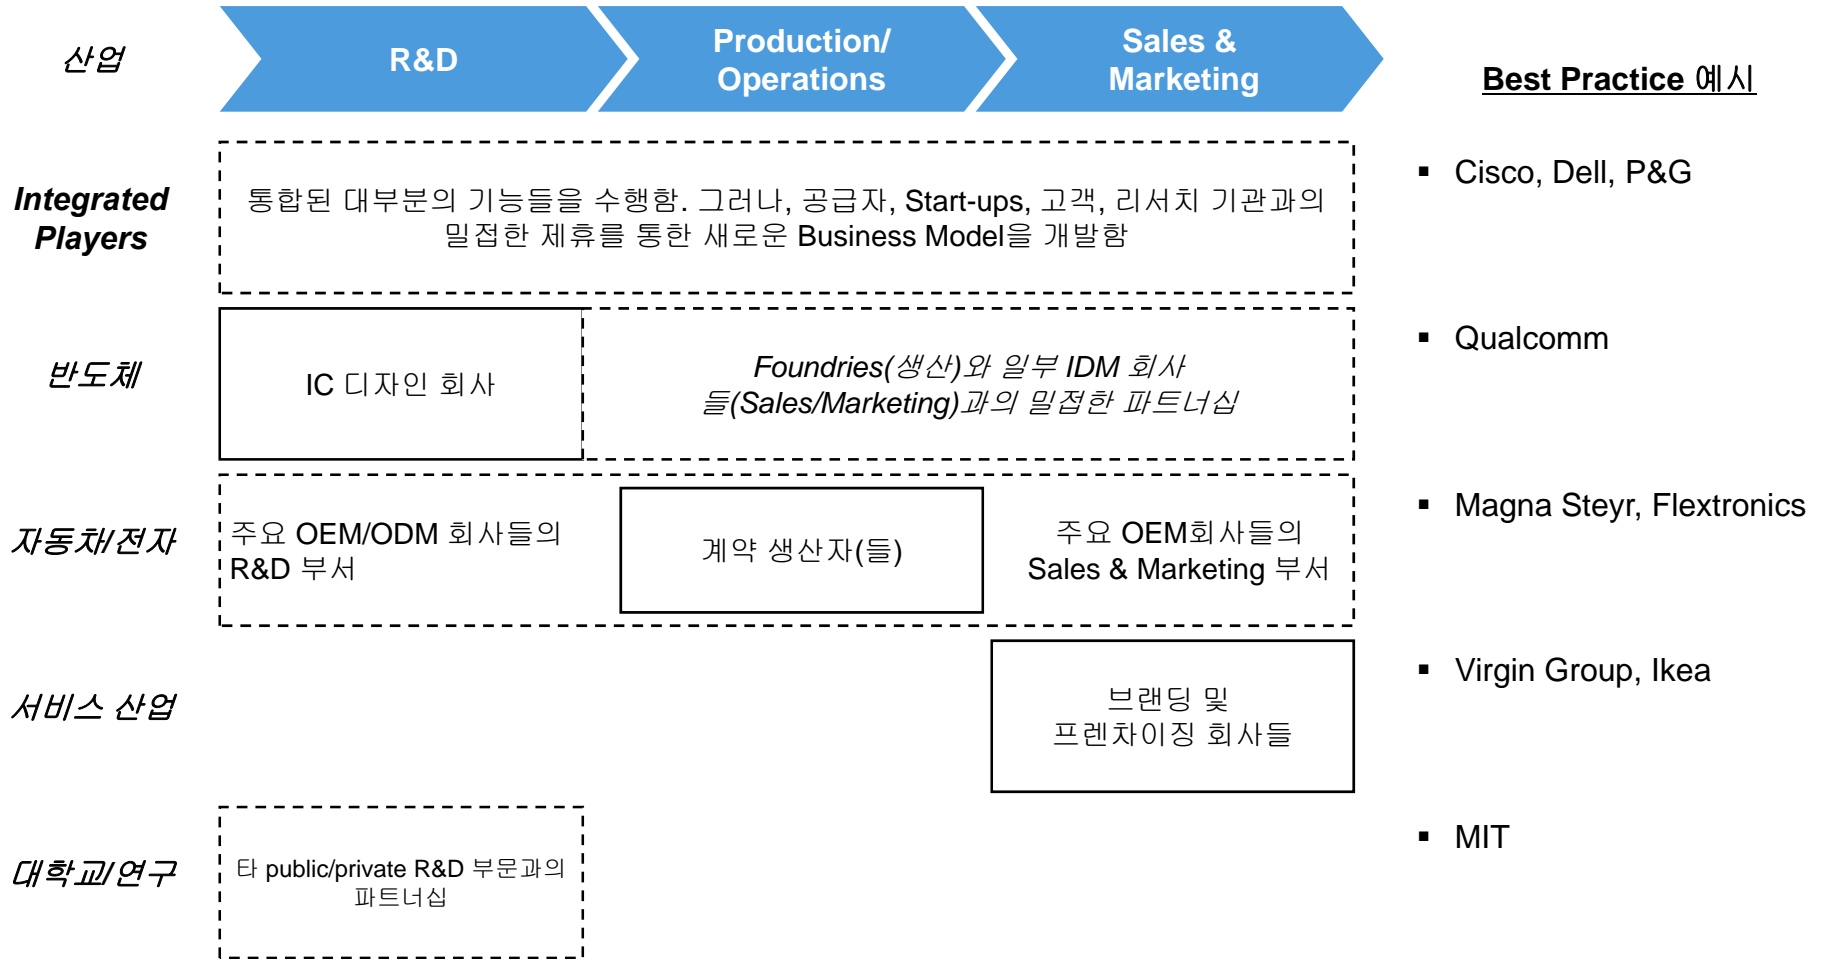 산업
R&D
Production/
Operations
Sales &
Marketing
Best Practice 예시
Integrated
Players
통합된 대부분의 기능들을 수행함. 그러나, 공급자, Start-ups, 고객, 리서치 기관과의
밀접한 제휴를 통한 새로운 Business Model을 개발함
▪ Cisco, Dell, P&G
반도체
IC 디자인 회사
Foundries(생산)와 일부 IDM 회사
들(Sales/Marketing)과의 밀접한 파트너십
▪ Qualcomm
자동차/전자
주요 OEM/ODM 회사들의
R&D 부서
계약 생산자(들)
주요 OEM회사들의
Sales & Marketing 부서
▪ Magna Steyr, Flextronics
서비스 산업
브랜딩 및
프렌차이징 회사들
▪ Virgin Group, Ikea
대학교/연구
타 public/private R&D 부문과의
파트너십
▪ MIT